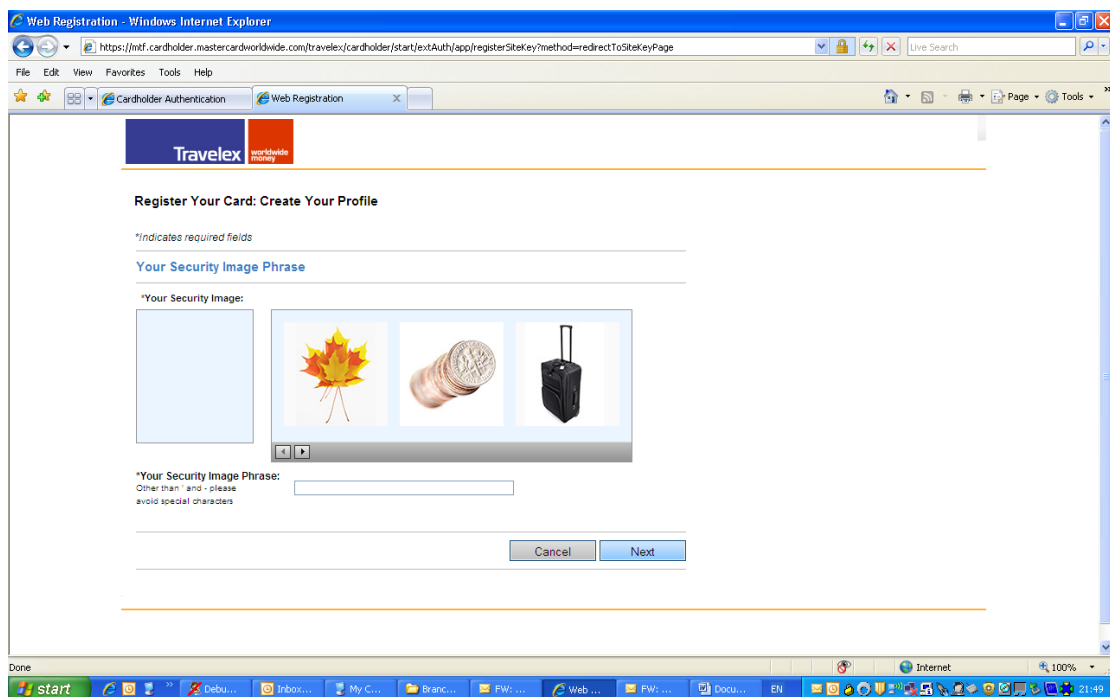 Web Registration - Windows Internet Explorer
https://mtf.cardholder.mastercardworldwide.com/travelex/cardholder/start/extAuth/app/registerSiteKey?method=redirectToSiteKeyPage
Live Search
File Edit View Favorites Tools Help
Cardholder Authentication
Web Registration
X
Page
Tools
Travelex
worldwide
money
Register Your Card: Create Your Profile
*Indicates required fields
Your Security Image Phrase
*Your Security Image:
*Your Security Image Phrase:
Other than ' and - please
avoid special characters
Cancel
Next
Done
Internet
100%
start
Debu...
Inbox...
My C...
Branc...
FW: ...
Web ...
FW: ...
Docu...
EN
21:49